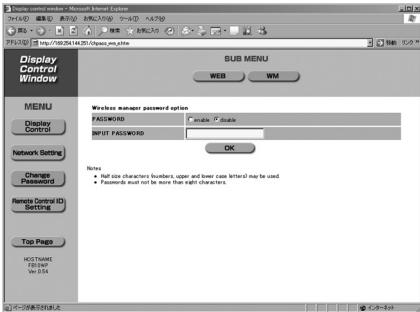 Display control window - Microsoft Internet Explorer
ファイル(F) 編集(E) 表示(V) お気に入り(A) ツール(T) ヘルプ(H)
戻る 検索 お気に入り
アドレス(D) http://169.254.144.251/chpass_wm_e.htm 移動 リンク
Display
Control
Window
SUB MENU
WEB WM
MENU
Display
Control
Network Setting
Change
Password
Remote Control ID
Setting
Top Page
HOSTNAME
FB10WP
Ver.0.54
Wireless manager password option
PASSWORD enable disable
INPUT PASSWORD
OK
Notes
Half size characters (numbers, upper and lower case letters) may be used.
Passwords must not be more than eight characters.
ページが表示されました インターネット